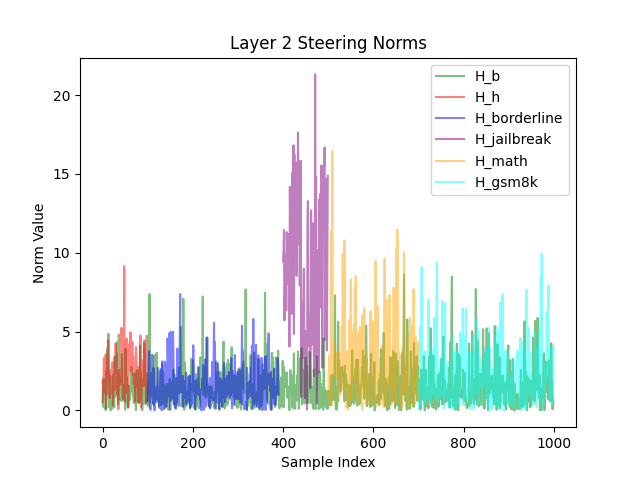 Layer 2 Steering Norms
H_b
H_h
H_borderline
H_jailbreak
H_math
H_gsm8k
Norm Value
20
15
10
5
0
0 200 400 600 800 1000
Sample Index